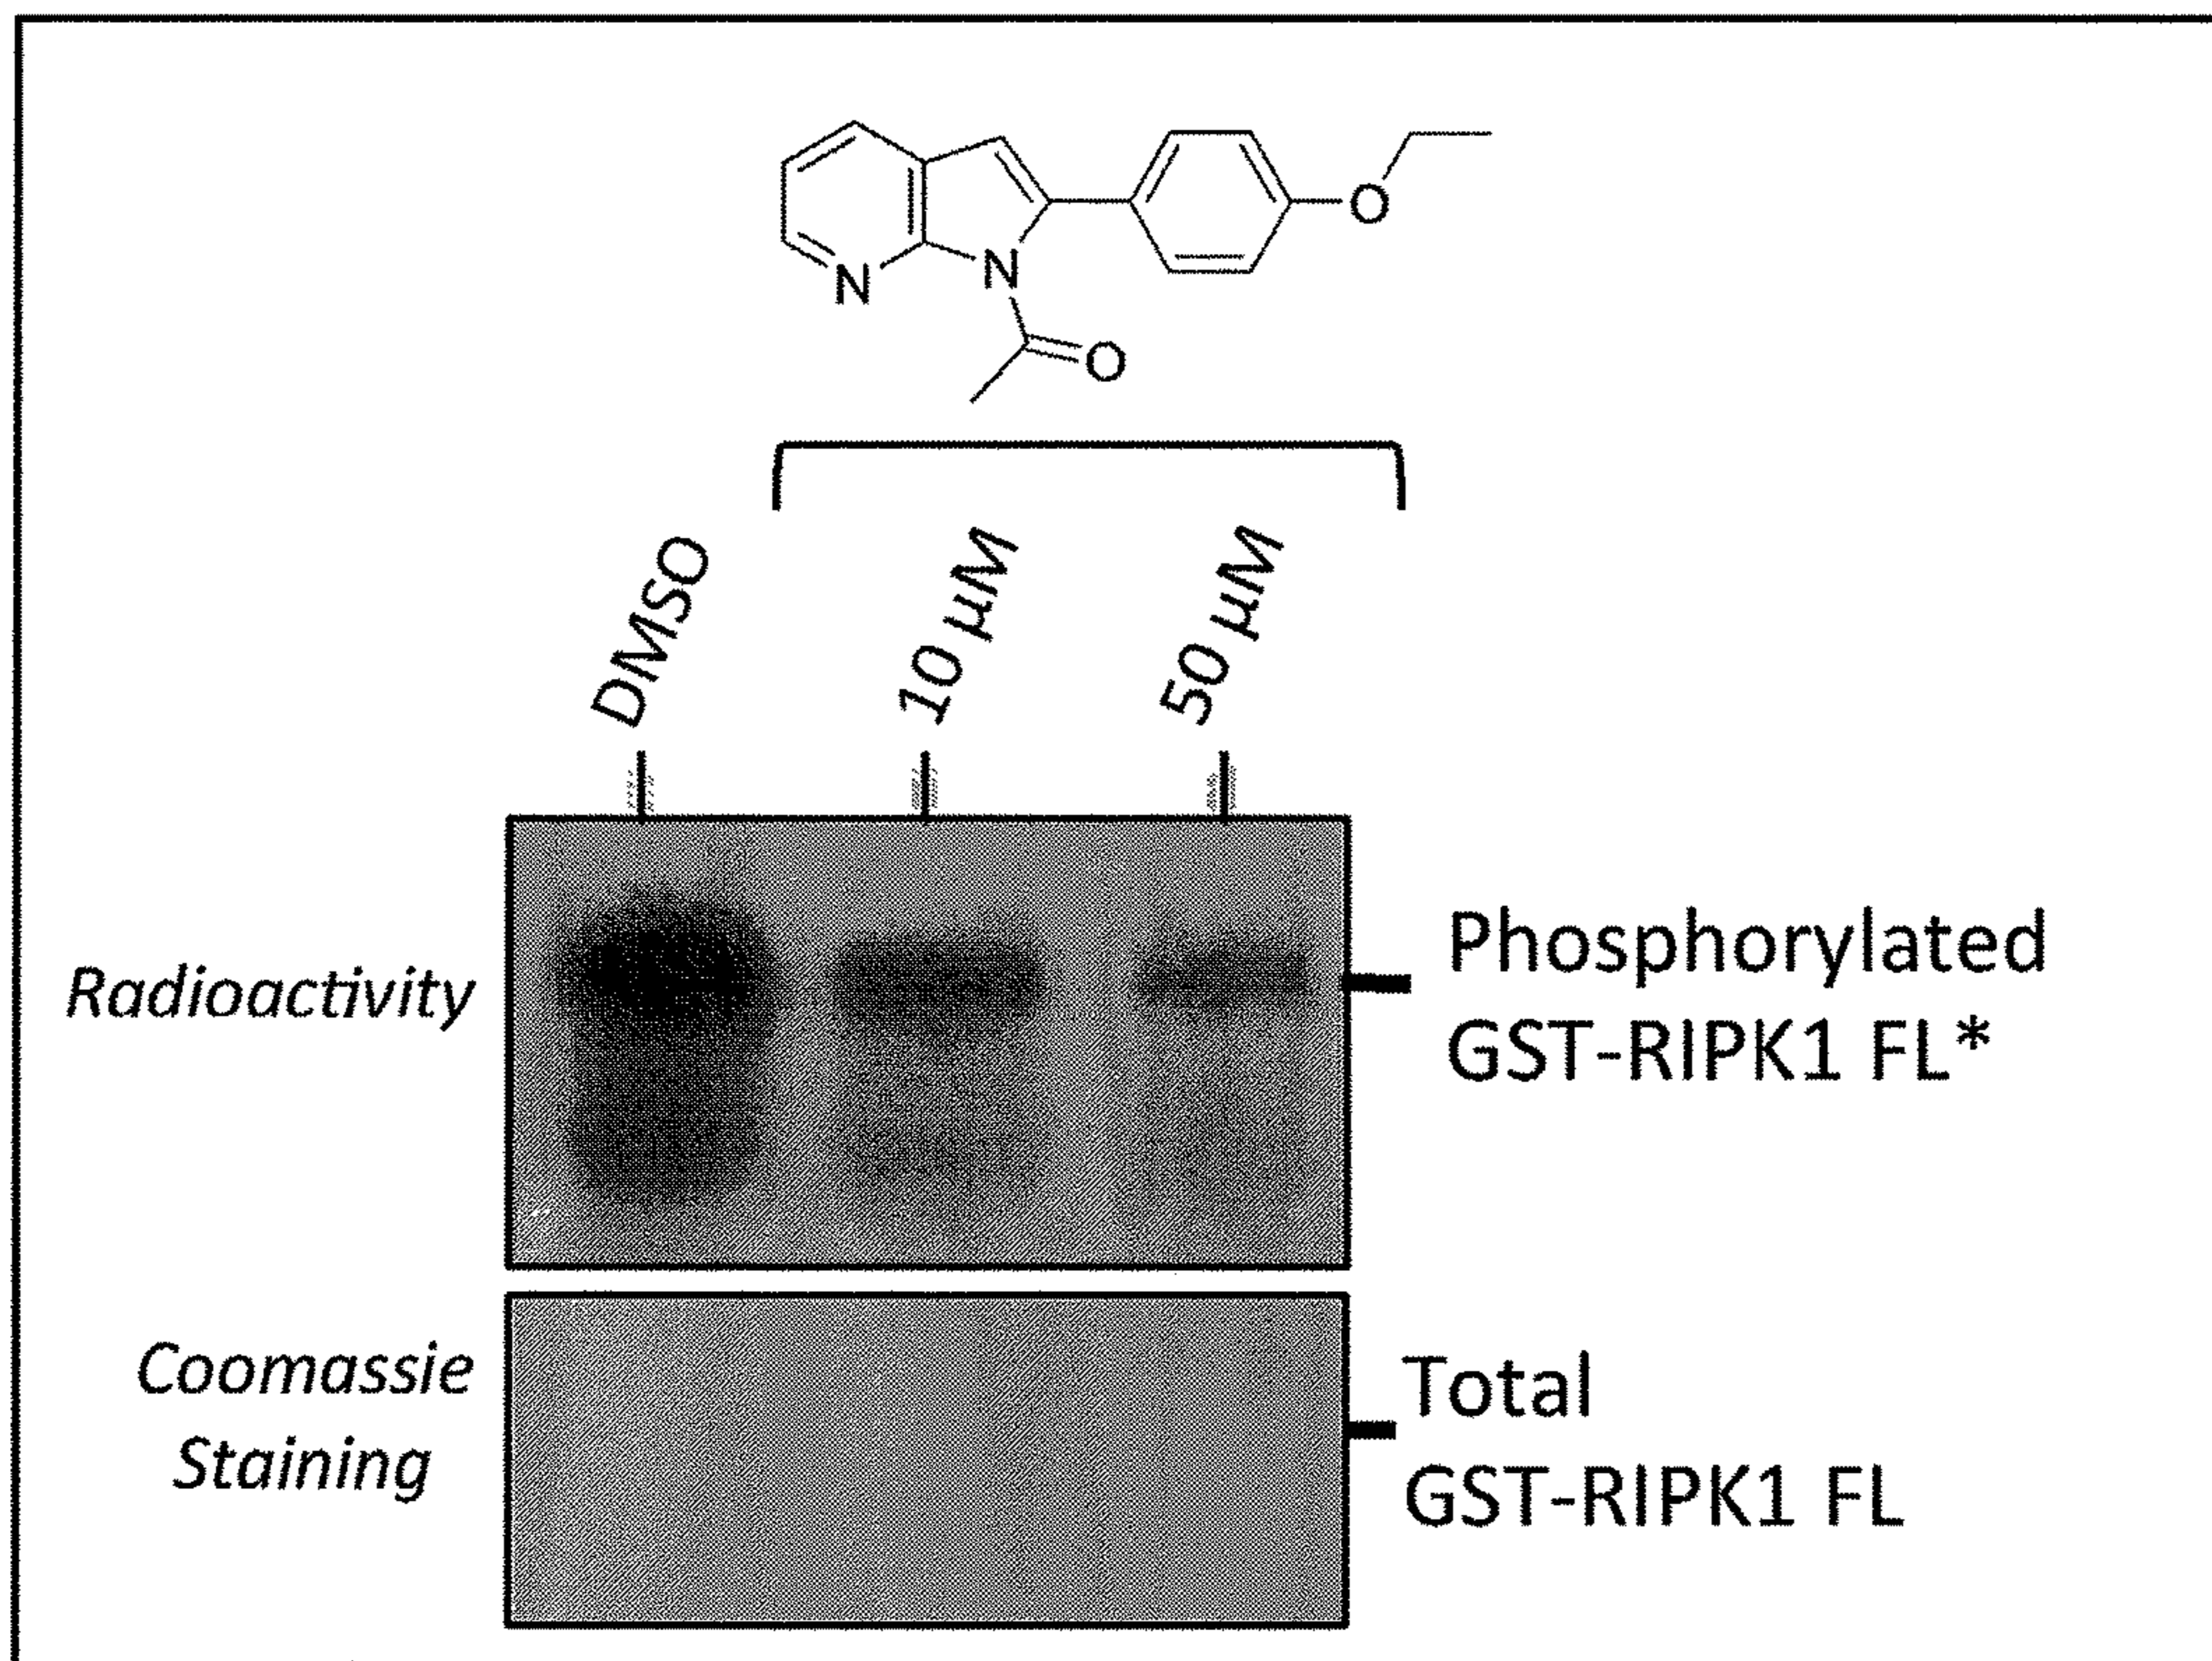 N
N
O
O
DMSO
10 μM
50 μM
Radioactivity
Phosphorylated
GST-RIPK1 FL*
Coomassie
Staining
Total
GST-RIPK1 FL